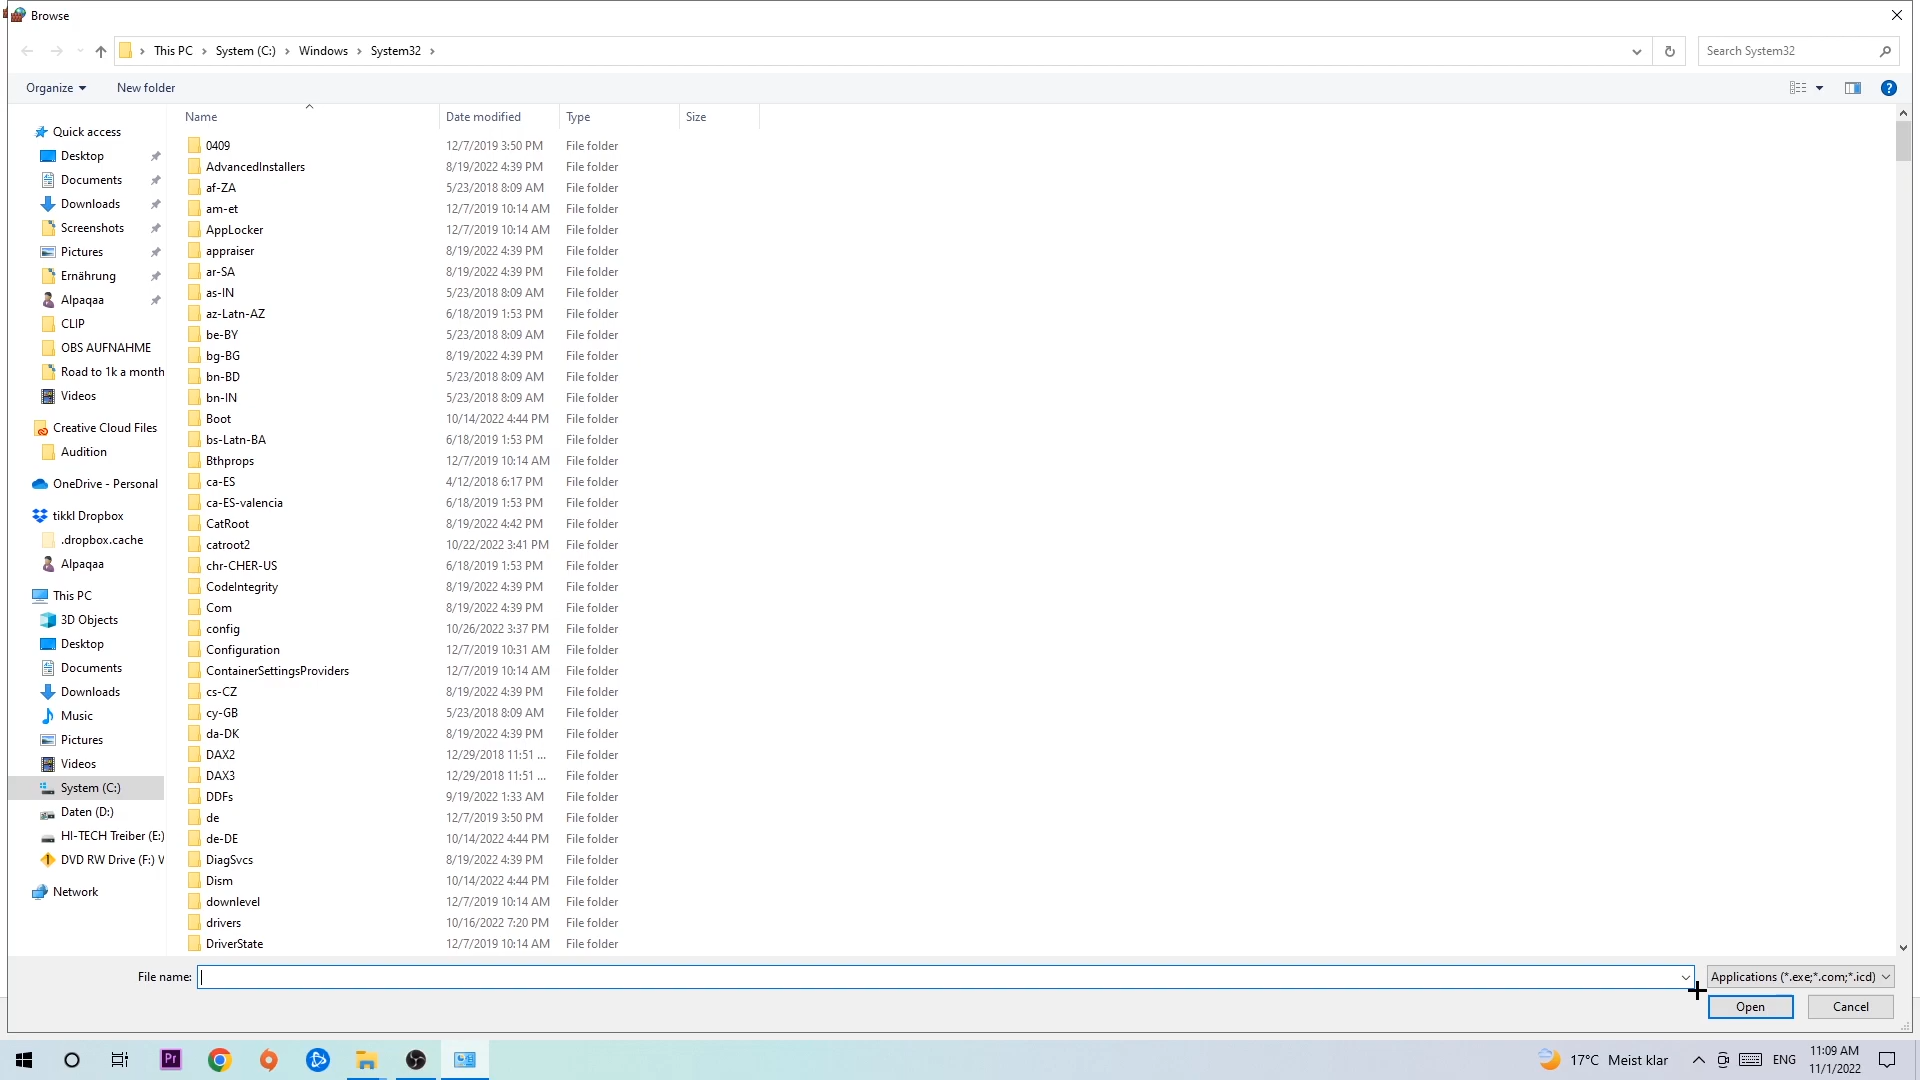 Browse
This PC
System (C:)
Windows
System32
Search System32
Organize
New folder
Name
Date modified
Type
Size
Quick access
Desktop
Documents
Downloads
Screenshots
Pictures
Ernährung
Alpaqaa
CLIP
OBS AUFNAHME
Road to 1k a month
Videos
Creative Cloud Files
Audition
OneDrive - Personal
tikkl Dropbox
.dropbox.cache
Alpaqaa
This PC
3D Objects
Desktop
Documents
Downloads
Music
Pictures
Videos
System (C:)
Daten (D:)
HI-TECH Treiber (E:)
DVD RW Drive (F:) V
Network
0409 12/7/2019 3:50 PM File folder
AdvancedInstallers 8/19/2022 4:39 PM File folder
af-ZA 5/23/2018 8:09 AM File folder
am-et 12/7/2019 10:14 AM File folder
AppLocker 12/7/2019 10:14 AM File folder
appraiser 8/19/2022 4:39 PM File folder
ar-SA 8/19/2022 4:39 PM File folder
as-IN 5/23/2018 8:09 AM File folder
az-Latn-AZ 6/18/2019 1:53 PM File folder
be-BY 5/23/2018 8:09 AM File folder
bg-BG 8/19/2022 4:39 PM File folder
bn-BD 5/23/2018 8:09 AM File folder
bn-IN 5/23/2018 8:09 AM File folder
Boot 10/14/2022 4:44 PM File folder
bs-Latn-BA 6/18/2019 1:53 PM File folder
Bthprops 12/7/2019 10:14 AM File folder
ca-ES 4/12/2018 6:17 PM File folder
ca-ES-valencia 6/18/2019 1:53 PM File folder
CatRoot 8/19/2022 4:42 PM File folder
catroot2 10/22/2022 3:41 PM File folder
chr-CHER-US 6/18/2019 1:53 PM File folder
CodeIntegrity 8/19/2022 4:39 PM File folder
Com 8/19/2022 4:39 PM File folder
config 10/26/2022 3:37 PM File folder
Configuration 12/7/2019 10:31 AM File folder
ContainerSettingsProviders 12/7/2019 10:14 AM File folder
cs-CZ 8/19/2022 4:39 PM File folder
cy-GB 5/23/2018 8:09 AM File folder
da-DK 8/19/2022 4:39 PM File folder
DAX2 12/29/2018 11:51 ... File folder
DAX3 12/29/2018 11:51 ... File folder
DDFs 9/19/2022 1:33 AM File folder
de 12/7/2019 3:50 PM File folder
de-DE 10/14/2022 4:44 PM File folder
DiagSvcs 8/19/2022 4:39 PM File folder
Dism 10/14/2022 4:44 PM File folder
downlevel 12/7/2019 10:14 AM File folder
drivers 10/16/2022 7:20 PM File folder
DriverState 12/7/2019 10:14 AM File folder
File name:
Applications (*.exe;*.com;*.icd)
Open
Cancel
Pr
17°C Meist klar
ENG
11:09 AM
11/1/2022